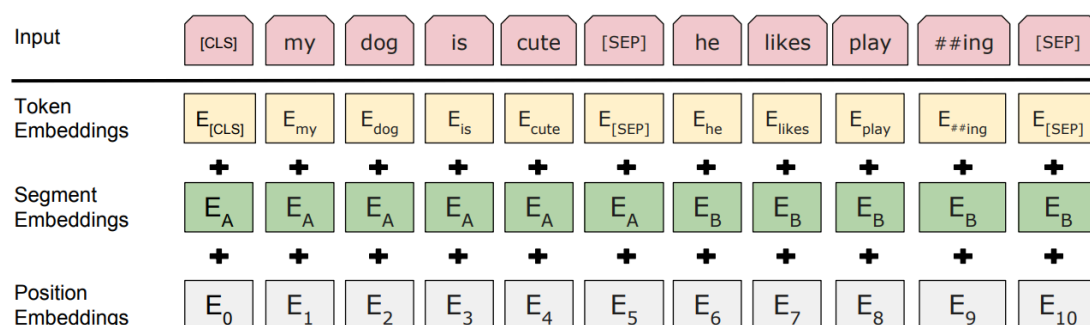 Input [CLS] my dog is cute [SEP] he likes play ##ing [SEP]
Token Embeddings E[CLS] Emy Edog Eis Ecute E[SEP] Ehe Elikes Eplay E##ing E[SEP]
+ + + + + + + + + + +
Segment Embeddings EA EA EA EA EA EA EB EB EB EB EB
+ + + + + + + + + + +
Position Embeddings E0 E1 E2 E3 E4 E5 E6 E7 E8 E9 E10